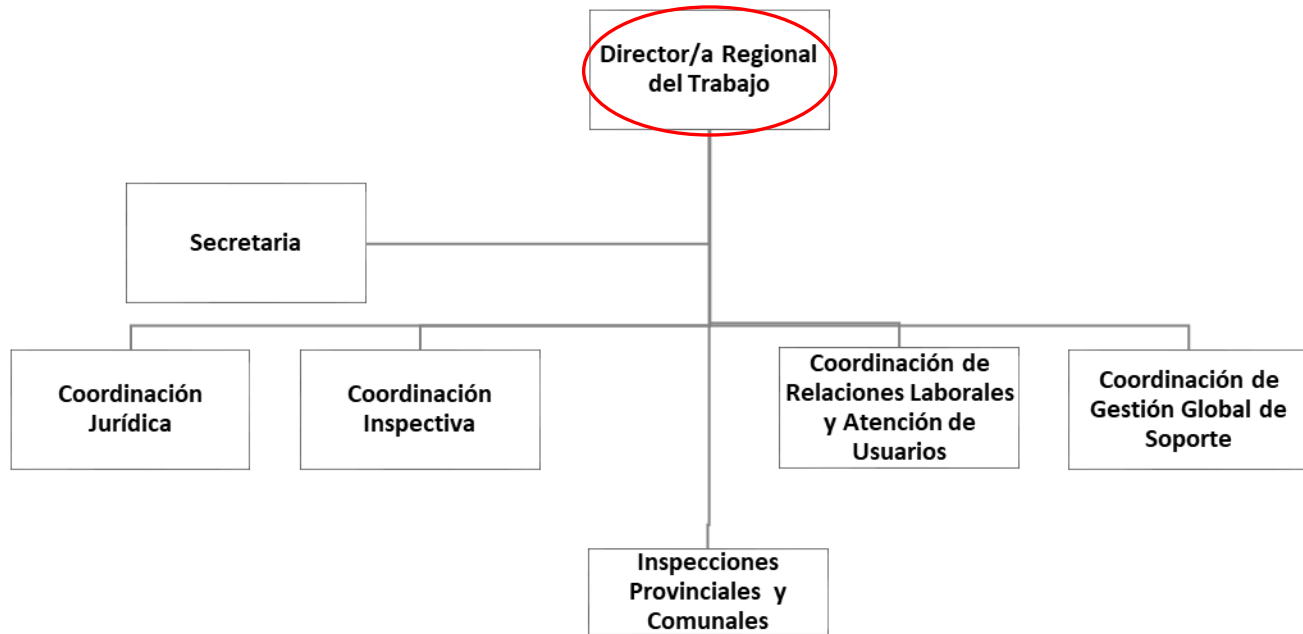 Director/a Regional
del Trabajo
Secretaria
Coordinación
Jurídica
Coordinación
Inspectiva
Coordinación de
Relaciones Laborales
y Atención de
Usuarios
Coordinación de
Gestión Global de
Soporte
Inspecciones
Provinciales y
Comunales